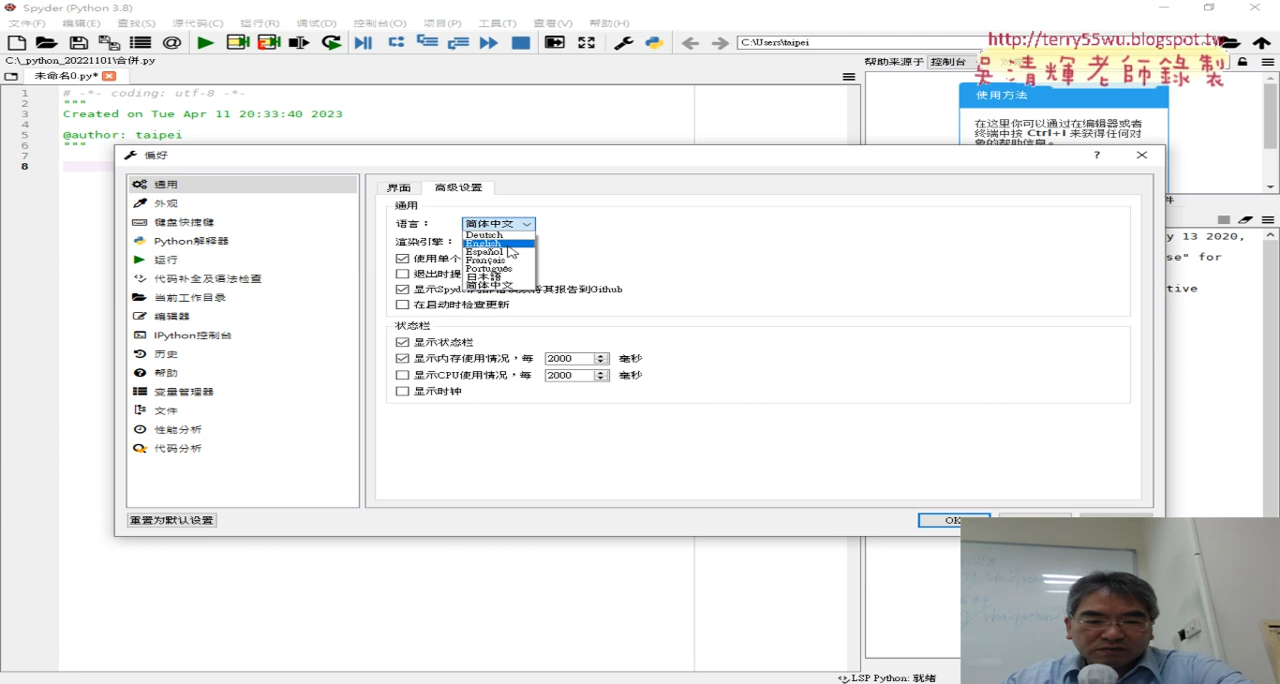 Spyder (Python 3.8)
文件(F) 编辑(E) 查找(S) 源代码(C) 运行(R) 调试(D) 控制台(O) 项目(P) 工具(T) 查看(V) 帮助(H)
C:\Users\taipei
http://terry55wu.blogspot.tw
吳清輝老師錄製
C:\_python_20221101\合併.py
帮助来源于 控制台
未命名0.py*
使用方法
在这里你可以通过在编辑器或者
终端中按 Ctrl+I 来获得任何对
象的帮助信息。
1 # -*- coding: utf-8 -*-
2 """
3 Created on Tue Apr 11 20:33:40 2023
4
5 @author: taipei
6 """
7
8
偏好
?
通用
外观
键盘快捷键
Python解释器
运行
代码补全及语法检查
当前工作目录
编辑器
IPython控制台
历史
帮助
变量管理器
文件
性能分析
代码分析
界面 高级设置
通用
语言： 简体中文
Deutsch
English
Español
Français
Português
日本語
简体中文
渲染引擎：
使用单个
退出时提
显示Spyder
将其报告到Github
在启动时检查更新
状态栏
显示状态栏
显示内存使用情况，每 2000 毫秒
显示CPU使用情况，每 2000 毫秒
显示时钟
重置为默认设置
OK
件
y 13 2020,
se" for
tive
LSP Python: 就绪